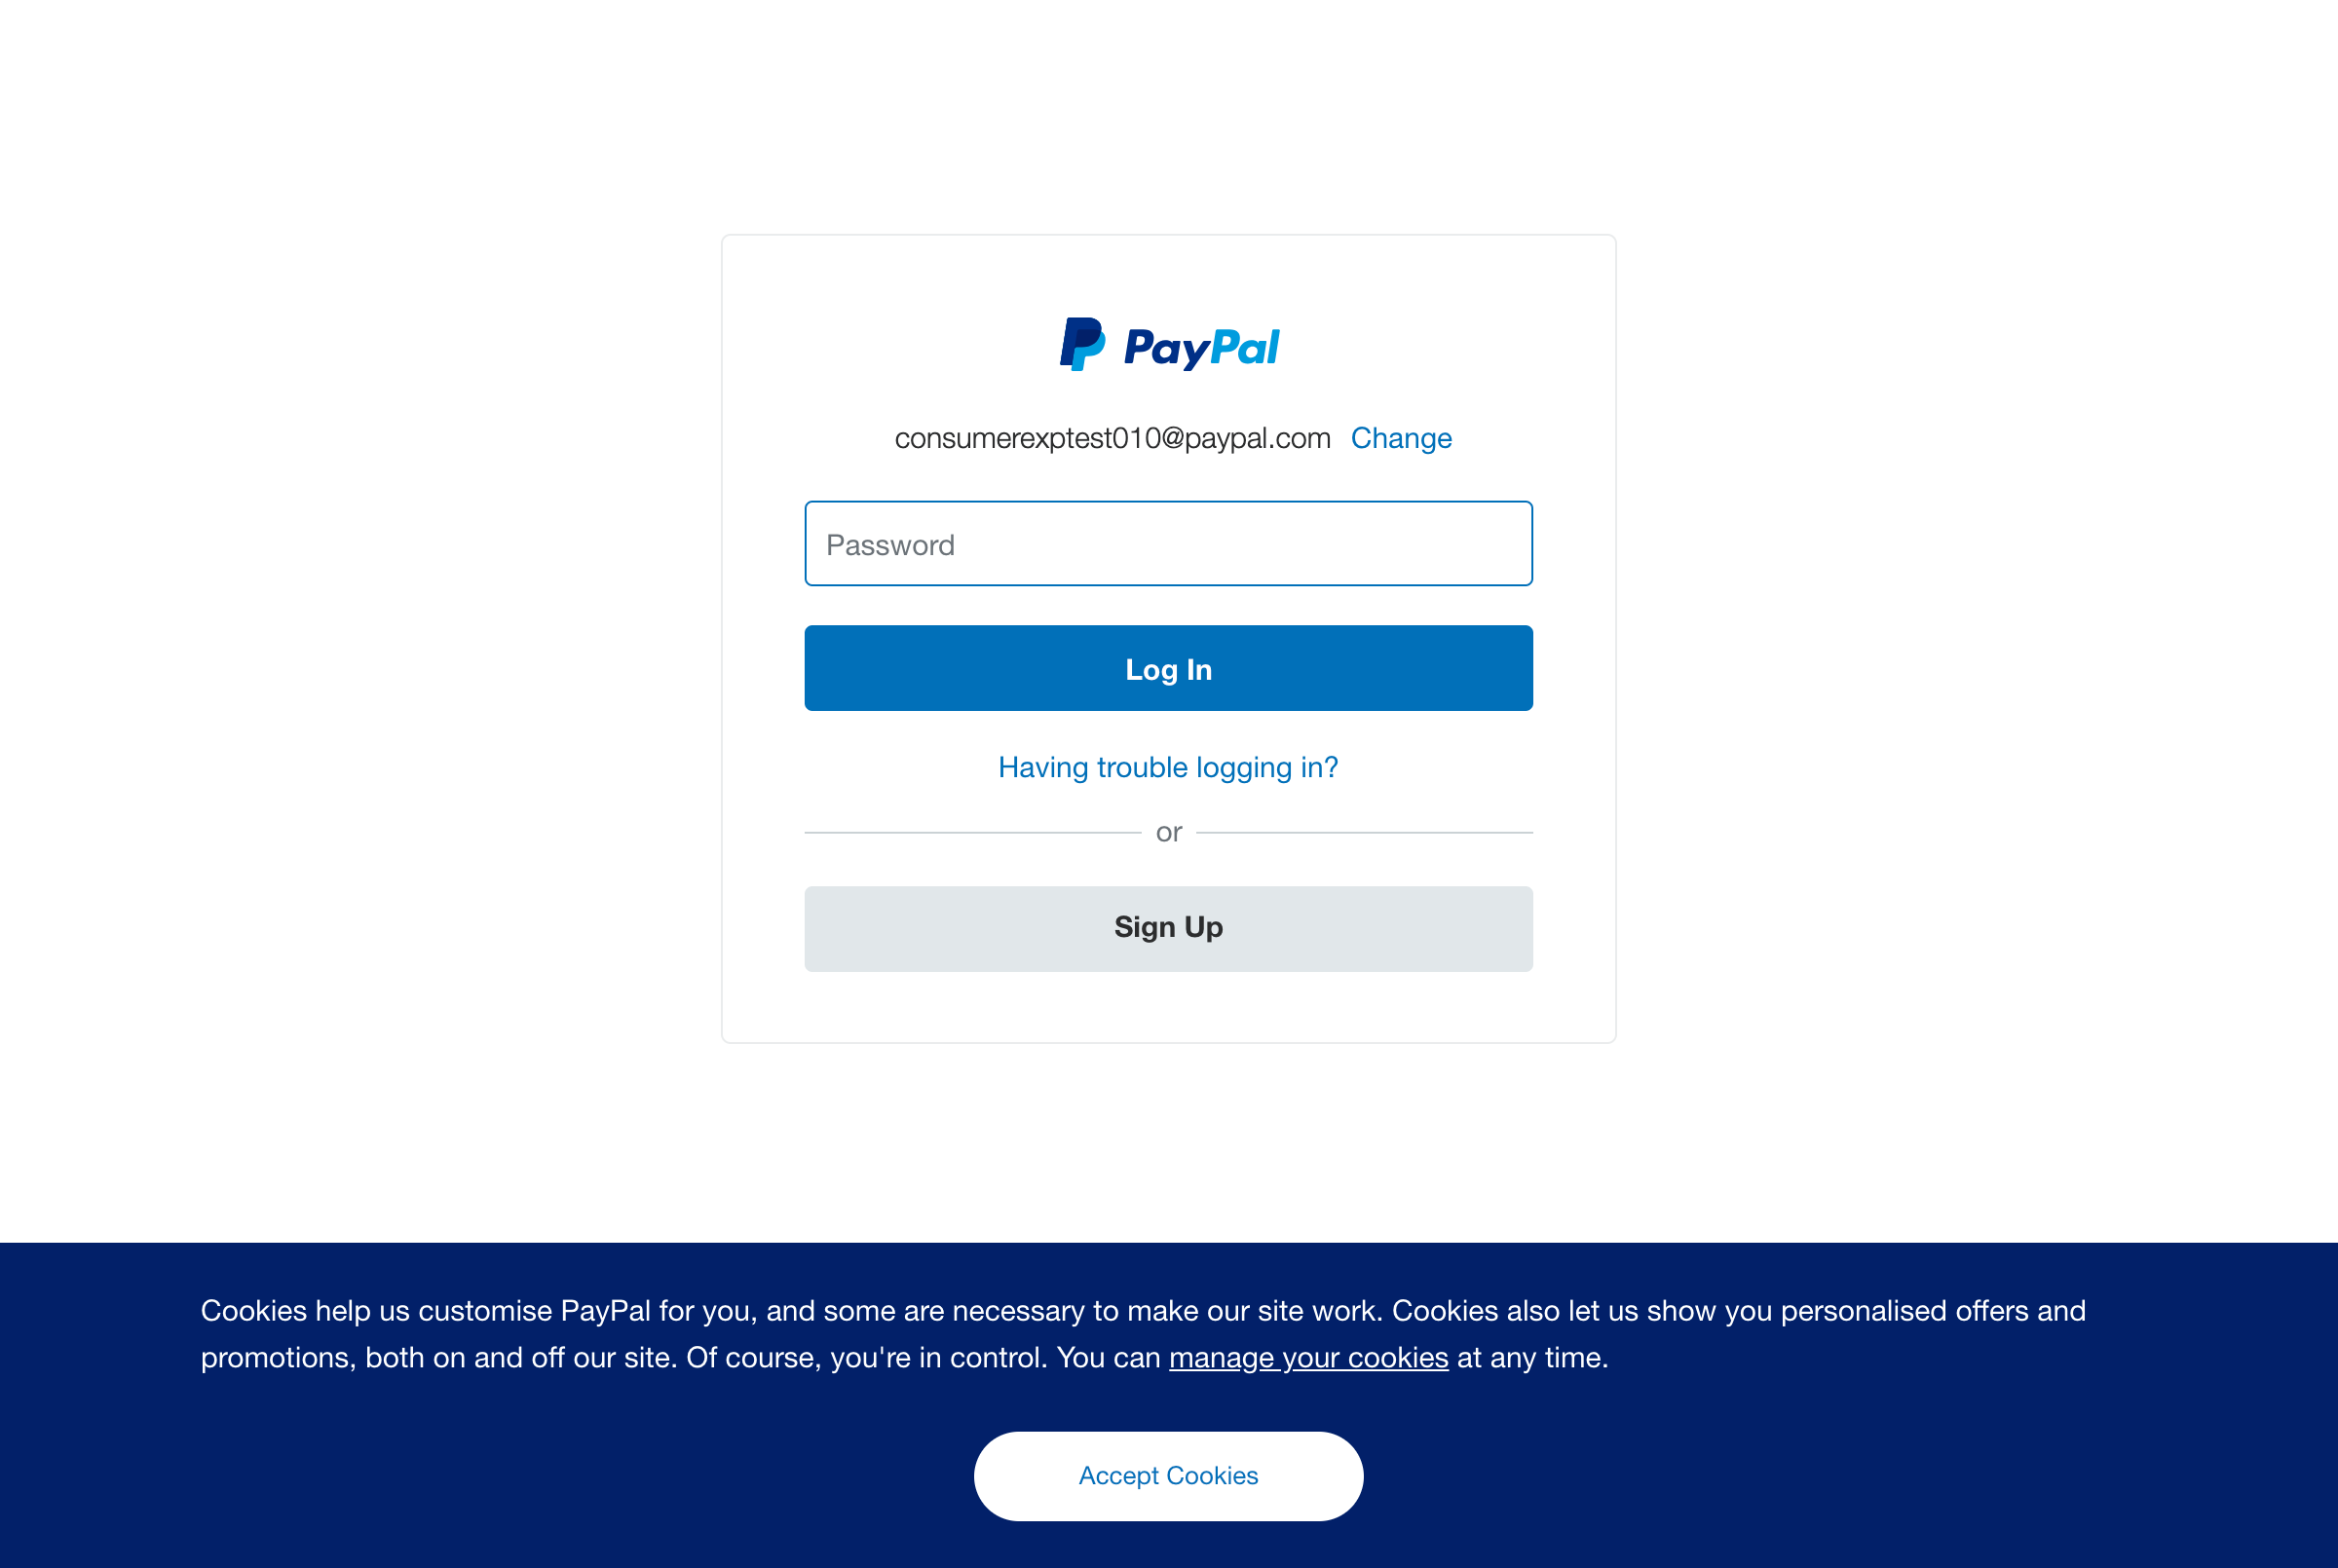 PayPal
consumerexptest010@paypal.com Change
Password
Log In
Having trouble logging in?
or
Sign Up
Cookies help us customise PayPal for you, and some are necessary to make our site work. Cookies also let us show you personalised offers and
promotions, both on and off our site. Of course, you're in control. You can manage your cookies at any time.
Accept Cookies